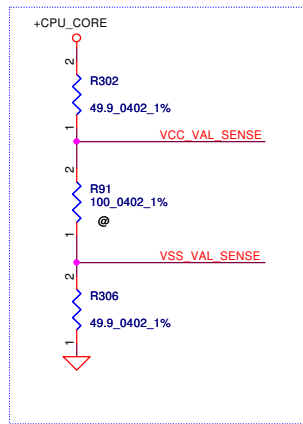 +CPU_CORE
2
R302
49.9_0402_1%
1
VCC_VAL_SENSE
2
R91
100_0402_1%
1
@
VSS_VAL_SENSE
2
R306
49.9_0402_1%
1